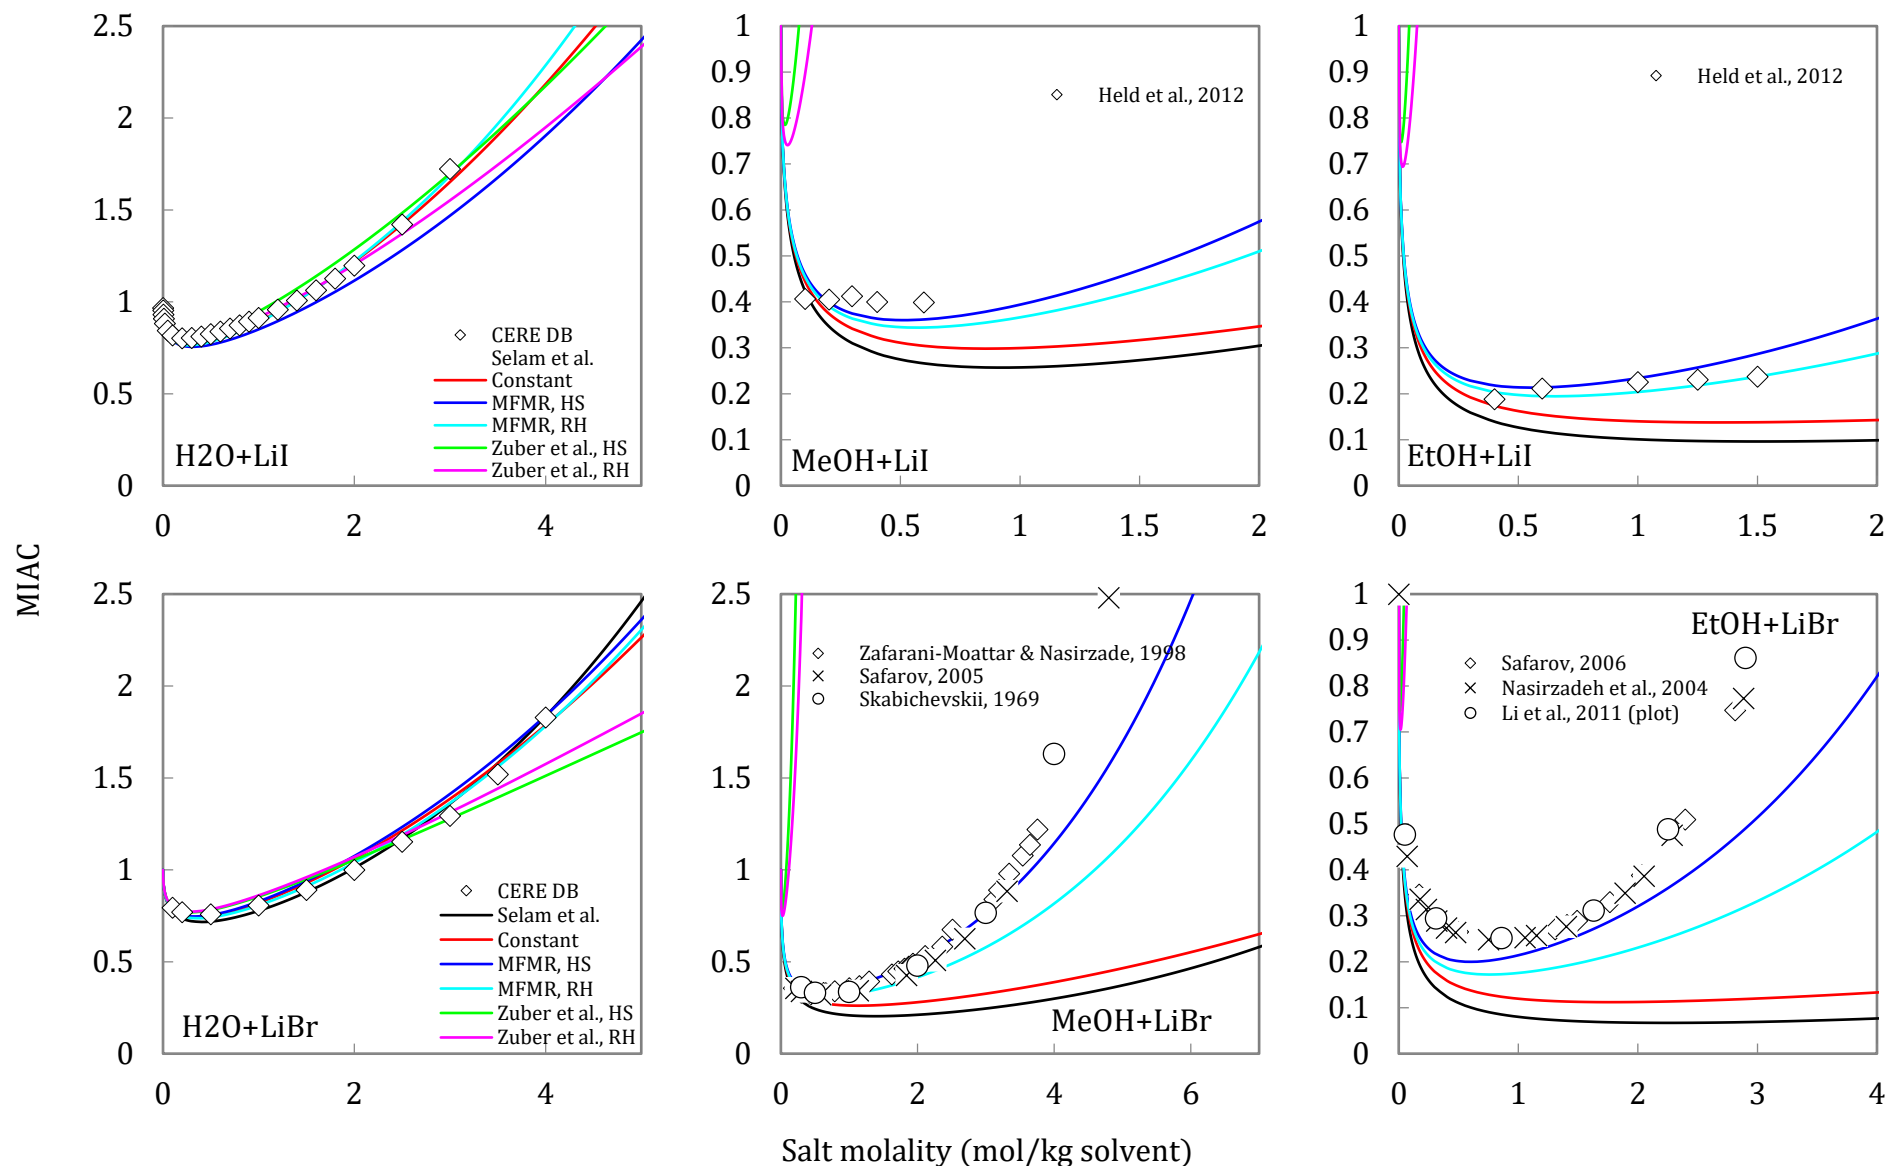 2.5
2
1.5
1
0.5
0
0
2
4
CERE DB
Selam et al.
Constant
MFMR, HS
MFMR, RH
Zuber et al., HS
Zuber et al., RH
H2O+LiI
1
0.9
0.8
0.7
0.6
0.5
0.4
0.3
0.2
0.1
0
0
0.5
1
1.5
2
Held et al., 2012
MeOH+LiI
1
0.9
0.8
0.7
0.6
0.5
0.4
0.3
0.2
0.1
0
0
0.5
1
1.5
2
Held et al., 2012
EtOH+LiI
MIAC
2.5
2
1.5
1
0.5
0
0
2
4
CERE DB
Selam et al.
Constant
MFMR, HS
MFMR, RH
Zuber et al., HS
Zuber et al., RH
H2O+LiBr
2.5
2
1.5
1
0.5
0
0
2
4
6
Zafarani-Moattar & Nasirzade, 1998
Safarov, 2005
Skabichevskii, 1969
MeOH+LiBr
1
0.9
0.8
0.7
0.6
0.5
0.4
0.3
0.2
0.1
0
0
1
2
3
4
EtOH+LiBr
Safarov, 2006
Nasirzadeh et al., 2004
Li et al., 2011 (plot)
Salt molality (mol/kg solvent)